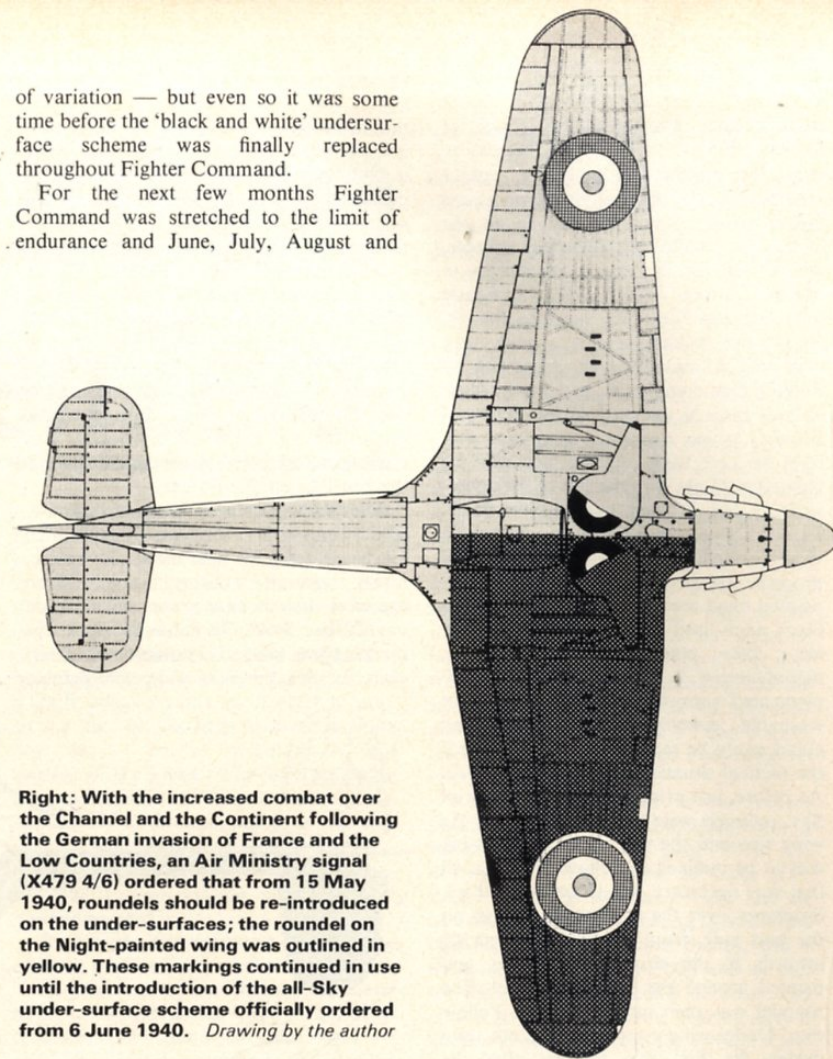 of variation — but even so it was some
time before the 'black and white' undersur-
face scheme was finally replaced
throughout Fighter Command.
For the next few months Fighter
Command was stretched to the limit of
endurance and June, July, August and
Right: With the increased combat over
the Channel and the Continent following
the German invasion of France and the
Low Countries, an Air Ministry signal
(X479 4/6) ordered that from 15 May
1940, roundels should be re-introduced
on the under-surfaces; the roundel on
the Night-painted wing was outlined in
yellow. These markings continued in use
until the introduction of the all-Sky
under-surface scheme officially ordered
from 6 June 1940. Drawing by the author